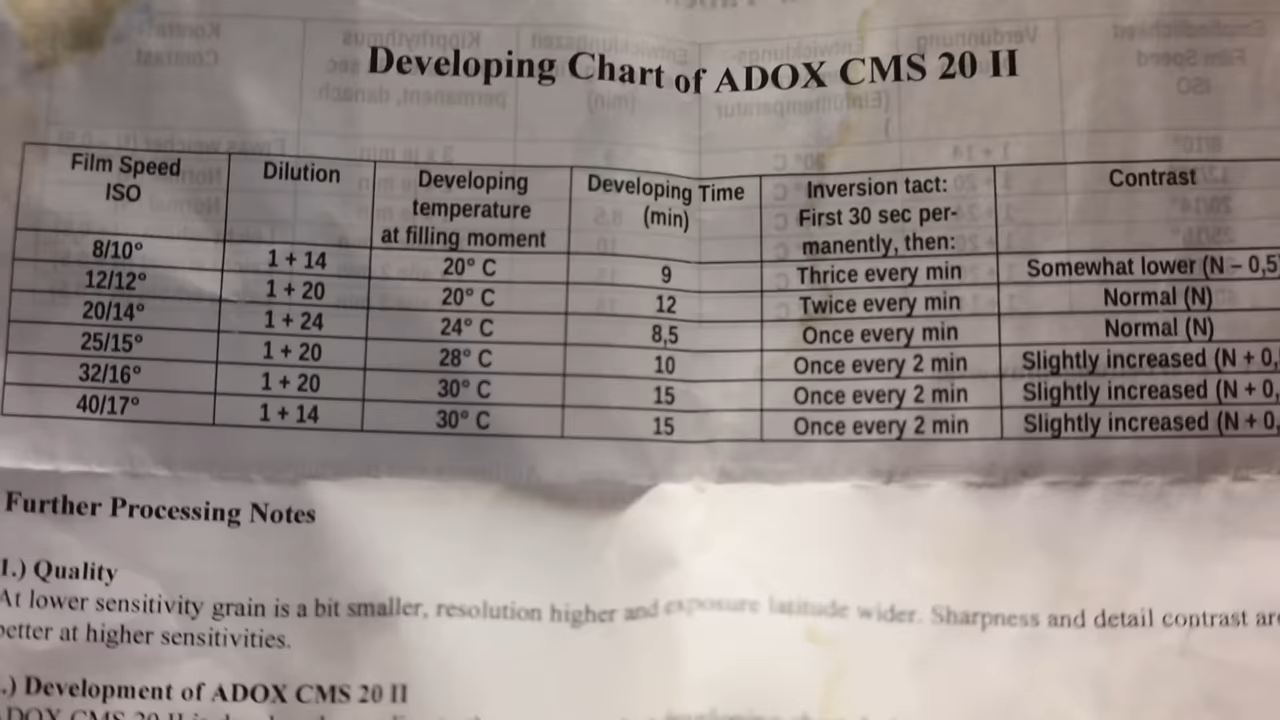 Developing Chart of ADOX CMS 20 II
Film Speed ISO | Dilution | Developing temperature at filling moment | Developing Time (min) | Inversion tact: First 30 sec per-manently, then: | Contrast
8/10° | 1 + 14 | 20° C | 9 | Thrice every min | Somewhat lower (N – 0,5
12/12° | 1 + 20 | 20° C | 12 | Twice every min | Normal (N)
20/14° | 1 + 24 | 24° C | 8,5 | Once every min | Normal (N)
25/15° | 1 + 20 | 28° C | 10 | Once every 2 min | Slightly increased (N + 0,
32/16° | 1 + 20 | 30° C | 15 | Once every 2 min | Slightly increased (N + 0,
40/17° | 1 + 14 | 30° C | 15 | Once every 2 min | Slightly increased (N + 0,
Further Processing Notes
1.) Quality
At lower sensitivity grain is a bit smaller, resolution higher and exposure latitude wider. Sharpness and detail contrast are
better at higher sensitivities.
.) Development of ADOX CMS 20 II